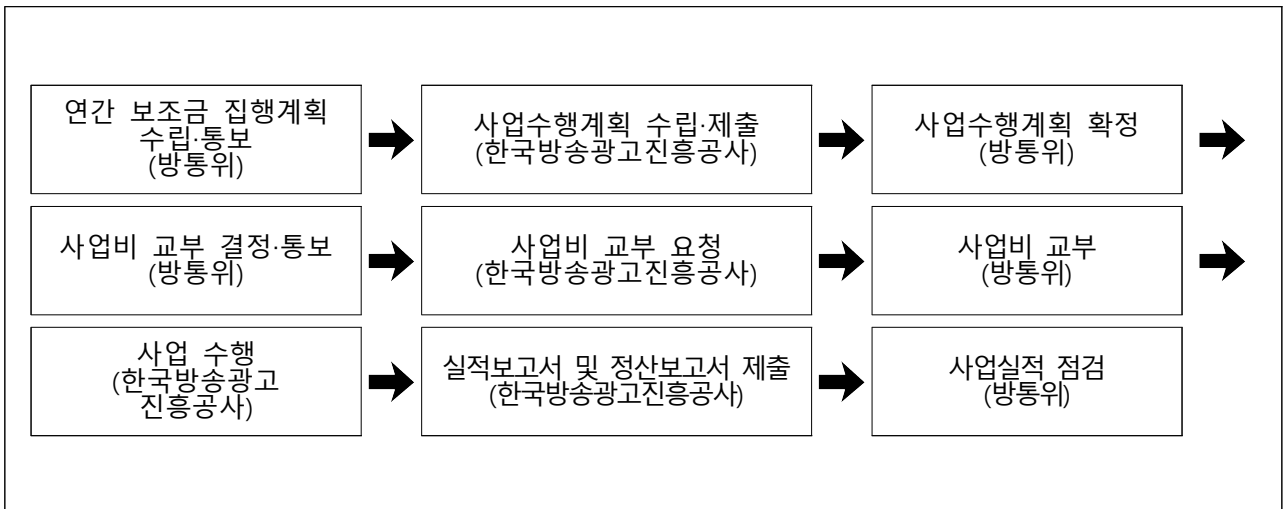 연간 보조금 집행계획
수립·통보
(방통위)
사업수행계획 수립·제출
(한국방송광고진흥공사)
사업수행계획 확정
(방통위)
사업비 교부 결정·통보
(방통위)
사업비 교부 요청
(한국방송광고진흥공사)
사업비 교부
(방통위)
사업 수행
(한국방송광고
진흥공사)
실적보고서 및 정산보고서 제출
(한국방송광고진흥공사)
사업실적 점검
(방통위)